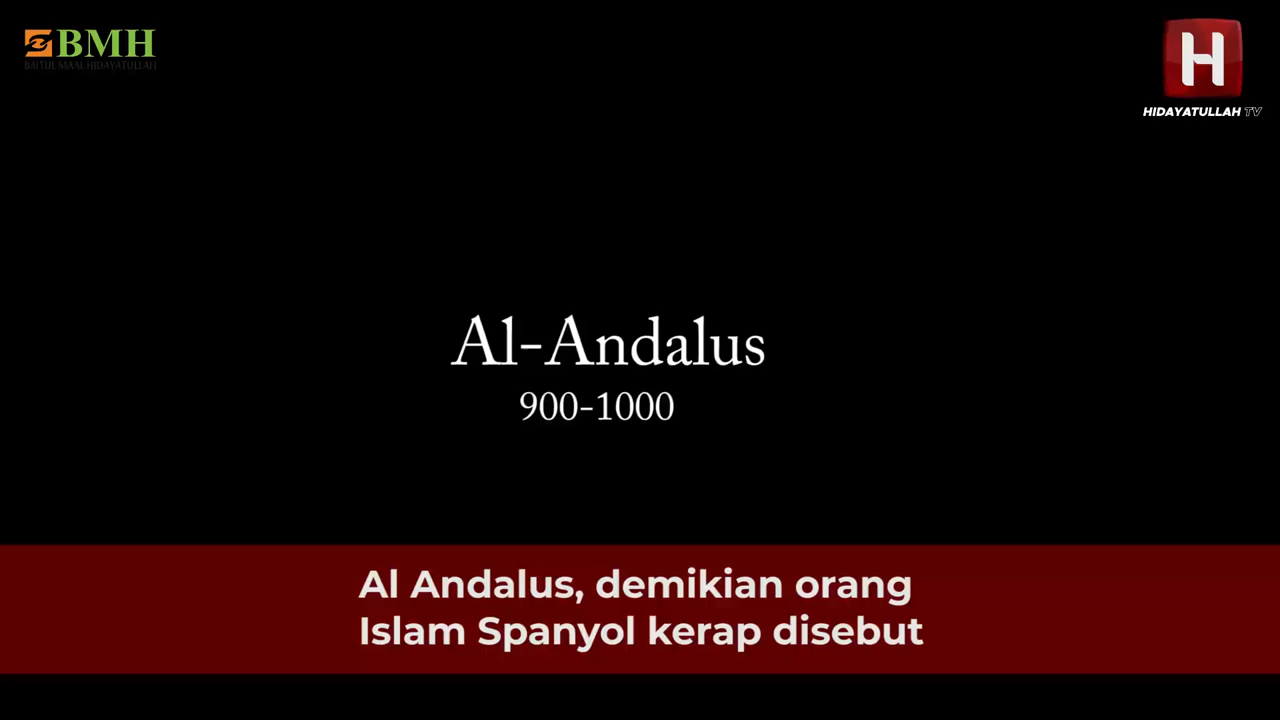 BMH
BAITUL MAAL HIDAYATULLAH
H
HIDAYATULLAH TV
Al-Andalus
900-1000
Al Andalus, demikian orang
Islam Spanyol kerap disebut